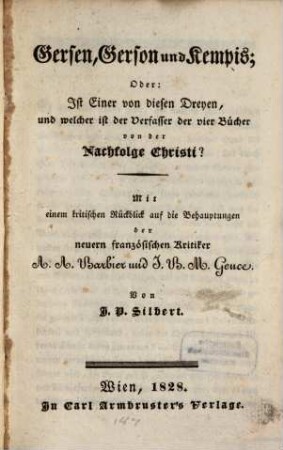 Gersen, Gerson und Kempis;
Oder:
Ist Einer von diesen Dreyen,
und welcher ist der Verfasser der vier Bücher
von der
Nachfolge Christi?
Mit
einem kritischen Rückblick auf die Behauptungen
der
neuern französischen Kritiker
A. A. Barbier und J. B. M. Gence.
Von
J. P. Silbert.
Wien, 1828.
In Carl Armbruster's Verlage.